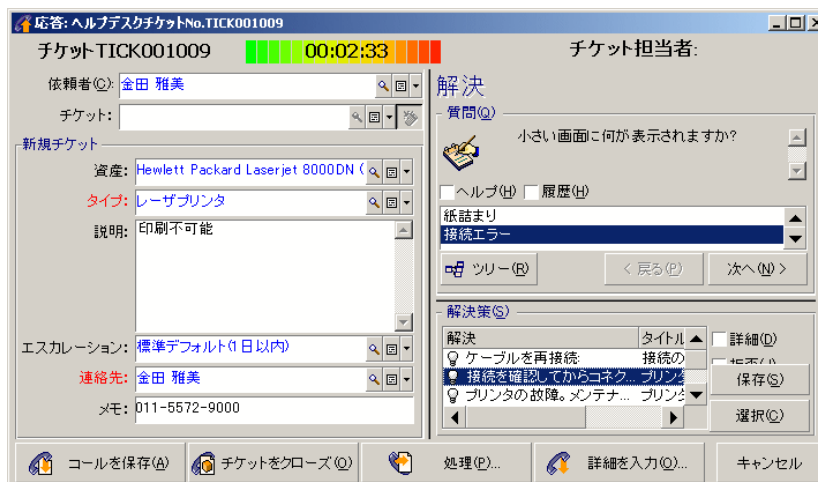 応答: ヘルプデスクチケットNo.TICK001009
チケット TICK001009 00:02:33 チケット担当者:
依頼者(C): 金田 雅美
チケット:
新規チケット
資産: Hewlett Packard Laserjet 8000DN (
タイプ: レーザプリンタ
説明: 印刷不可能
エスカレーション: 標準デフォルト(1日以内)
連絡先: 金田 雅美
メモ: 011-5572-9000
解決
質問(Q)
小さい画面に何が表示されますか?
ヘルプ(H) 履歴(H)
紙詰まり
接続エラー
ツリー(R) < 戻る(P) 次へ(N) >
解決策(S)
解決 タイトル 詳細(D)
ケーブルを再接続: 接続の
接続を確認してからコネク... プリンタ
プリンタの故障。メンテナ... プリンタ
保存(S)
選択(C)
コールを保存(A) チケットをクローズ(O) 処理(P)... 詳細を入力(O)... キャンセル